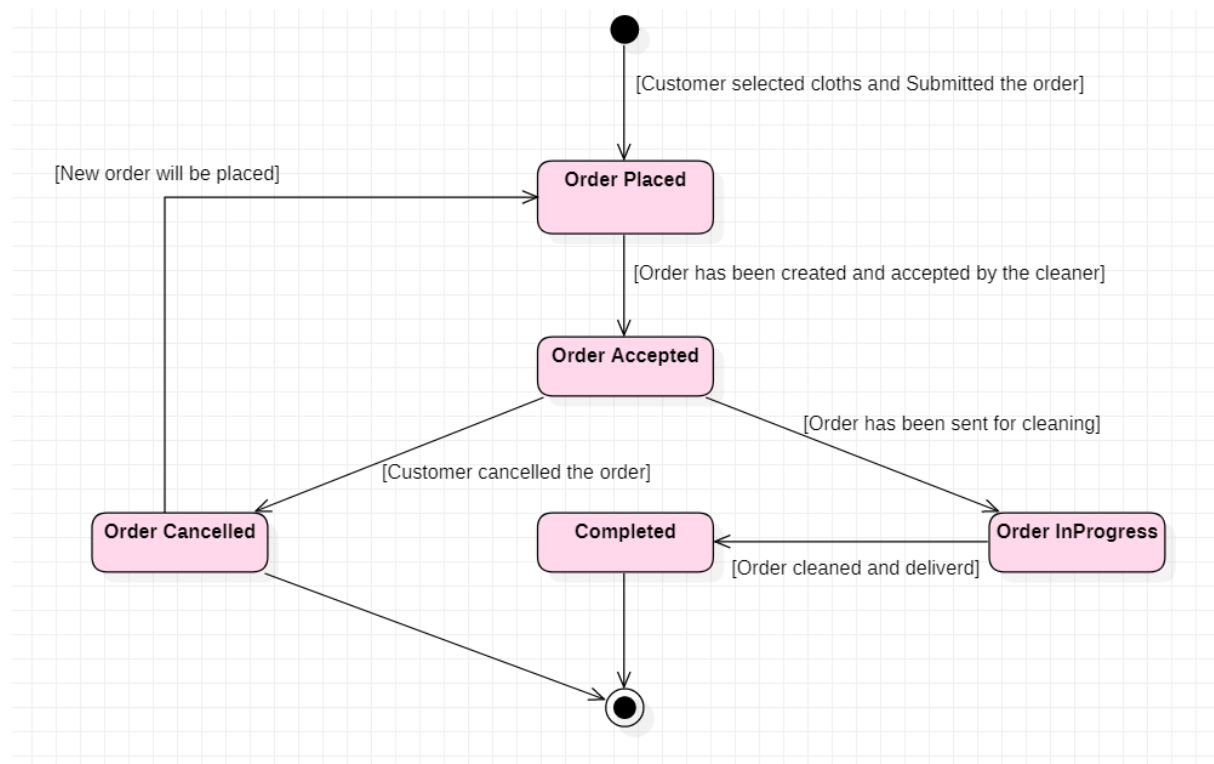 [Customer selected cloths and Submitted the order]
[New order will be placed]
Order Placed
[Order has been created and accepted by the cleaner]
Order Accepted
[Order has been sent for cleaning]
[Customer cancelled the order]
Order Cancelled
Completed
Order InProgress
[Order cleaned and deliverd]